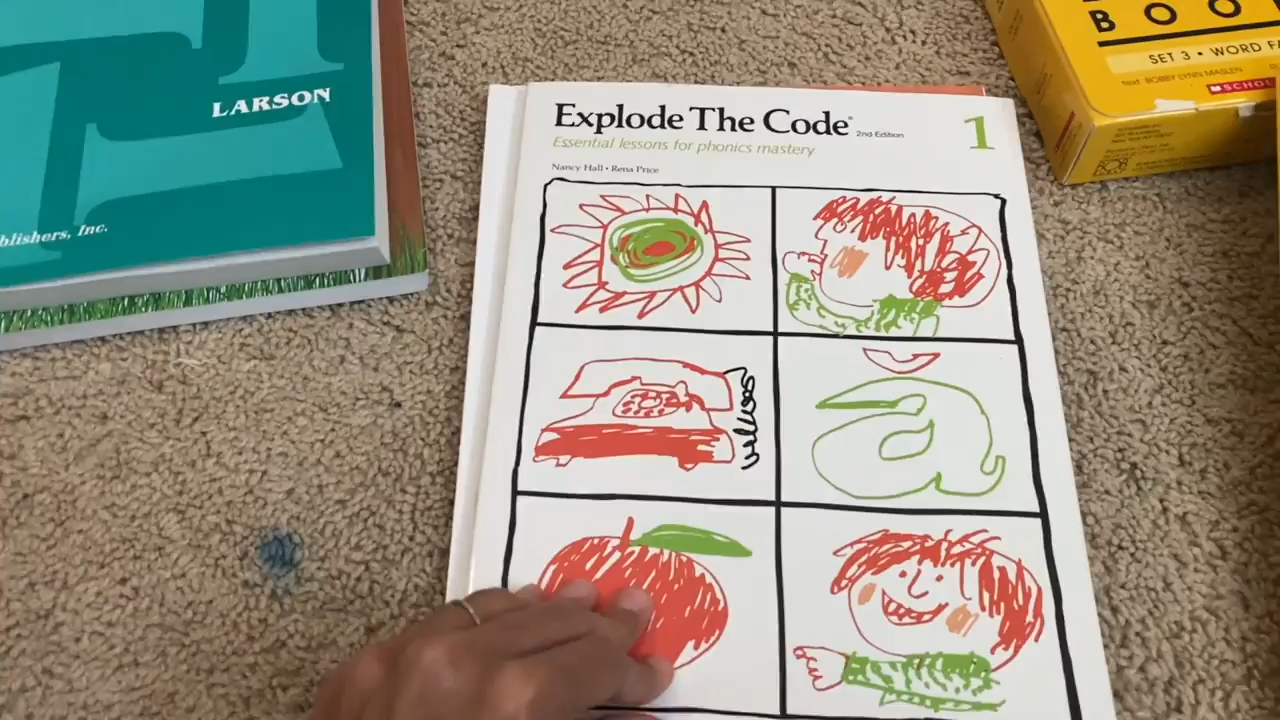 LARSON
blishers, Inc.
Explode The Code® 2nd Edition
1
Essential lessons for phonics mastery
Nancy Hall • Rena Price
a
BOO
SET 3 • WORD FA
text BOBBY LYNN MASLEN
SCHOL